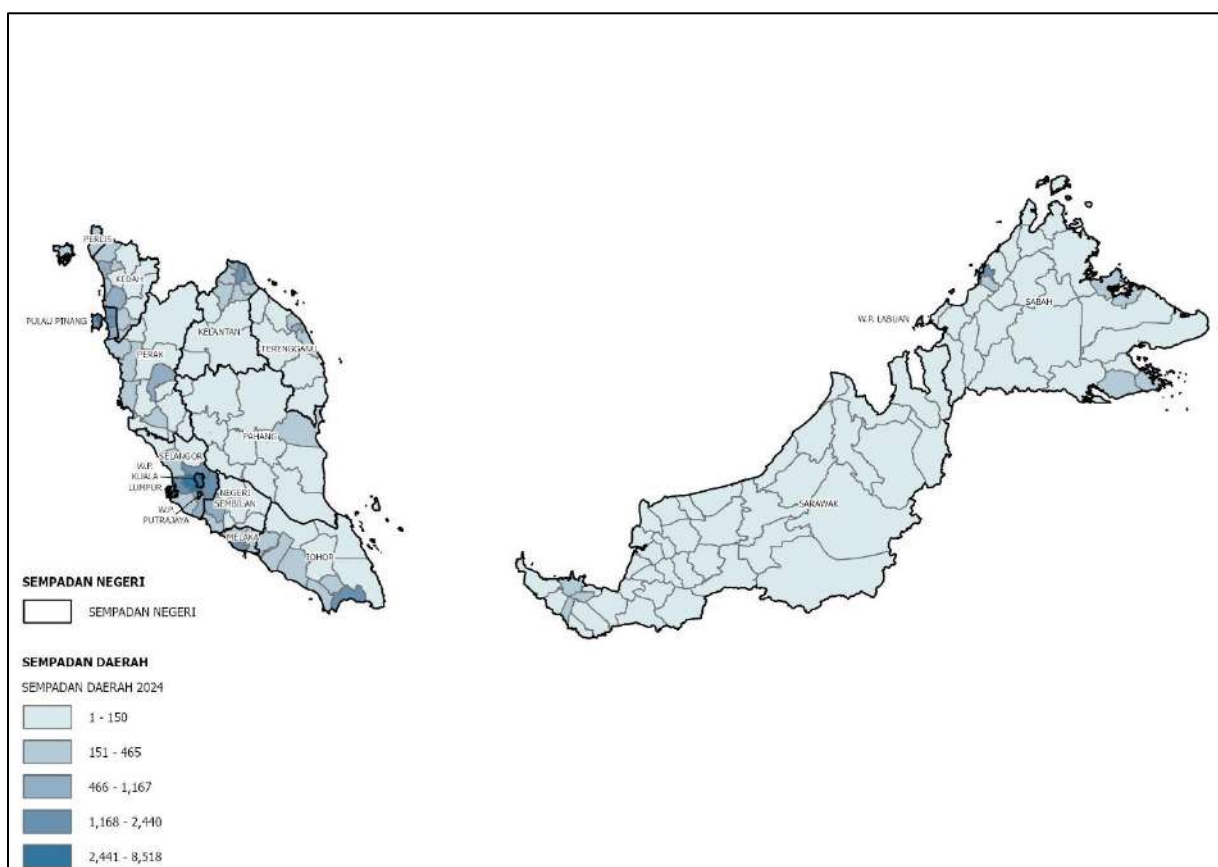 PERLIS
KEDAH
PULAU PINANG
KELANTAN
TERENGGANU
PERAK
PAHANG
SELANGOR
W.P.
KUALA
LUMPUR
NEGERI
SEMBILAN
W.P.
PUTRAJAYA
MELAKA
JOHOR
W.P. LABUAN
SABAH
SARAWAK
SEMPADAN NEGERI
SEMPADAN NEGERI
SEMPADAN DAERAH
SEMPADAN DAERAH 2024
1 - 150
151 - 465
466 - 1,167
1,168 - 2,440
2,441 - 8,518